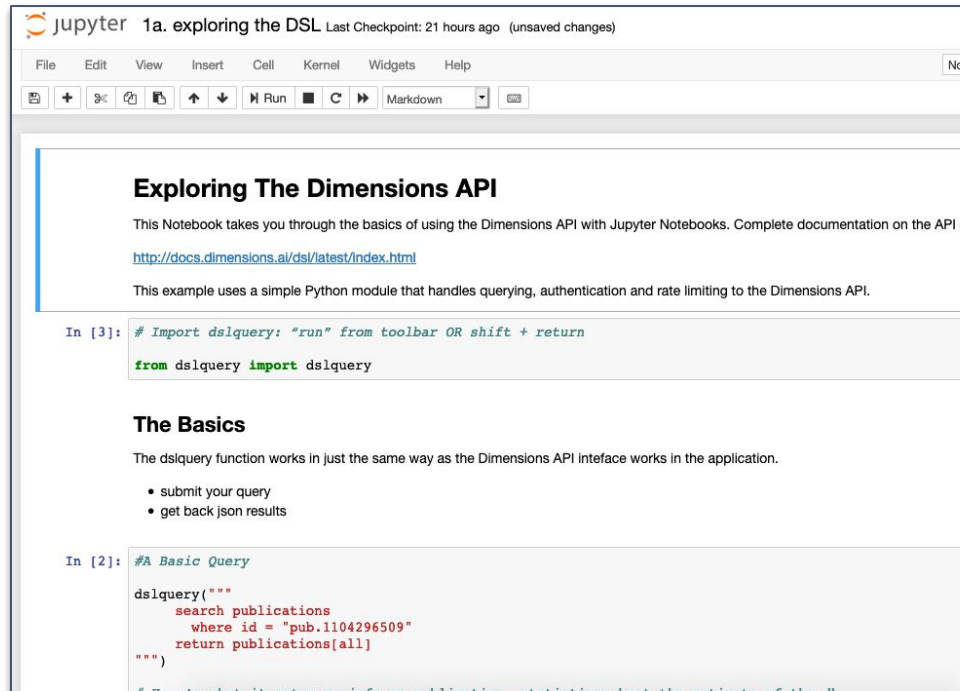 jupyter 1a. exploring the DSL Last Checkpoint: 21 hours ago (unsaved changes)
File Edit View Insert Cell Kernel Widgets Help
Run Markdown
Exploring The Dimensions API
This Notebook takes you through the basics of using the Dimensions API with Jupyter Notebooks. Complete documentation on the API
http://docs.dimensions.ai/dsl/latest/index.html
This example uses a simple Python module that handles querying, authentication and rate limiting to the Dimensions API.
In [3]: # Import dslquery: “run” from toolbar OR shift + return
from dslquery import dslquery
The Basics
The dslquery function works in just the same way as the Dimensions API inteface works in the application.
• submit your query
• get back json results
In [2]: #A Basic Query
dslquery("""
search publications
where id = "pub.1104296509"
return publications[all]
""")